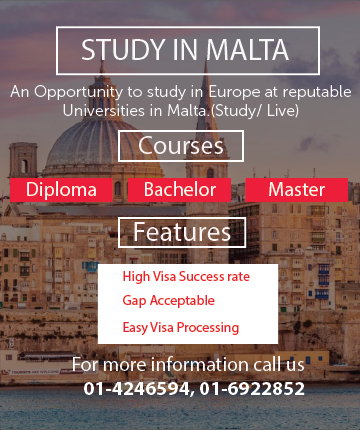 STUDY IN MALTA
An Opportunity to study in Europe at reputable
Universities in Malta.(Study/ Live)
Courses
Diploma Bachelor Master
Features
High Visa Success rate
Gap Acceptable
Easy Visa Processing
For more information call us
01-4246594, 01-6922852